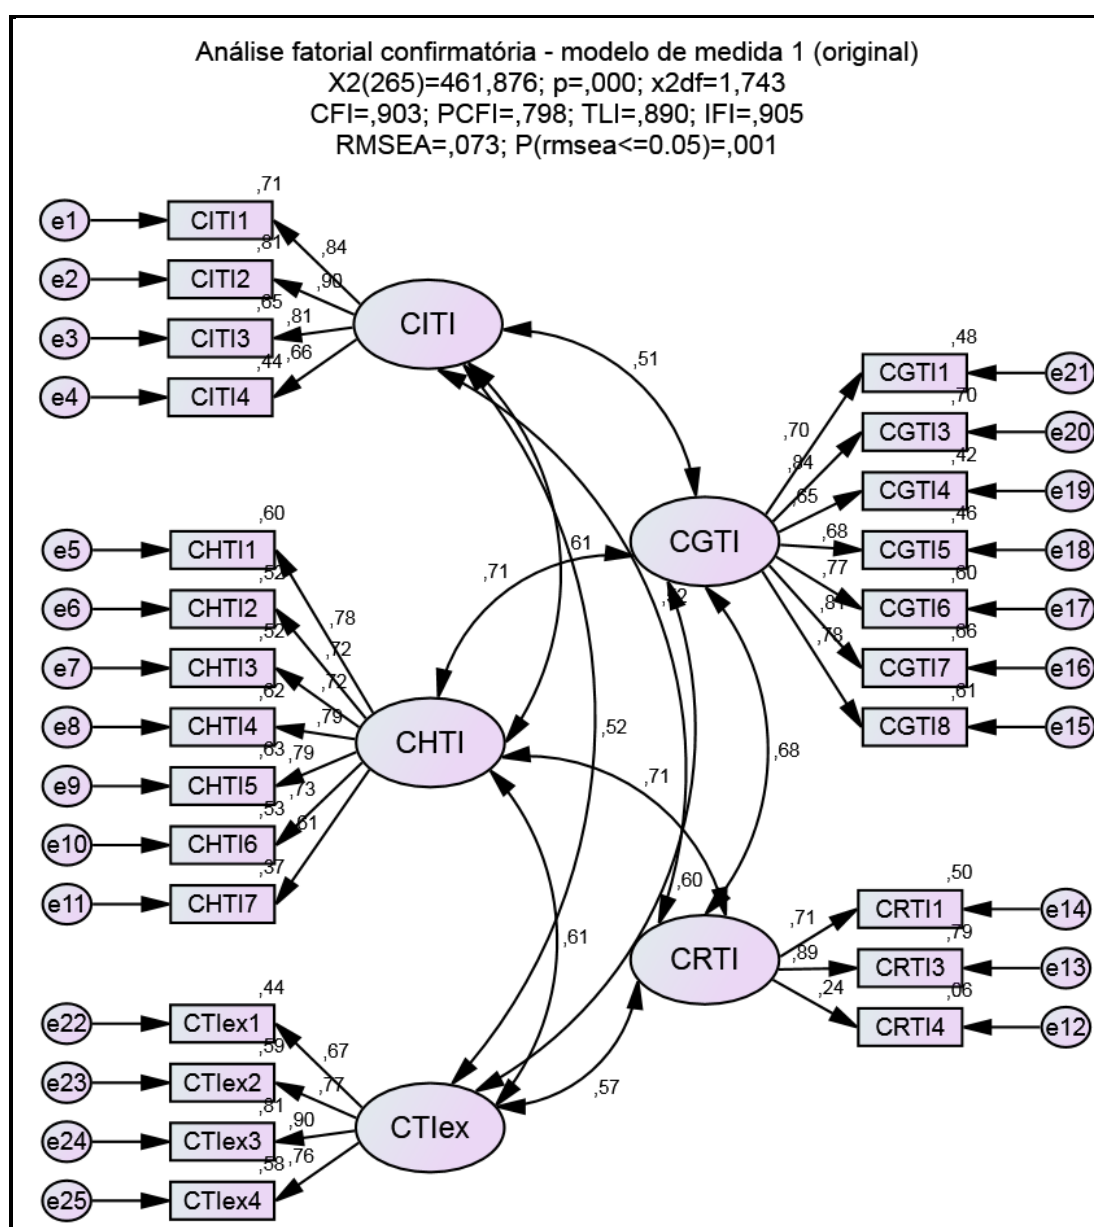 Análise fatorial confirmatória - modelo de medida 1 (original)
X2(265)=461,876; p=,000; x2df=1,743
CFI=,903; PCFI=,798; TLI=,890; IFI=,905
RMSEA=,073; P(rmsea<=0.05)=,001
,71
e1 CITI1 ,84
,81
e2 CITI2 ,90
,65
e3 CITI3 ,81
,44
e4 CITI4 ,66
CITI
,51
,60
e5 CHTI1 ,78
,52
e6 CHTI2 ,72
,52
e7 CHTI3 ,72
,62
e8 CHTI4 ,79
,63
e9 CHTI5 ,79
,53
e10 CHTI6 ,73
,37
e11 CHTI7 ,61
CHTI
,71
61
,52
,71
,68
,60
,61
,57
CGTI
,48
,70 CGTI1 e21
,70
,84 CGTI3 e20
,42
,65 CGTI4 e19
,46
,68 CGTI5 e18
,60
,77 CGTI6 e17
,66
,81 CGTI7 e16
,61
,78 CGTI8 e15
CRTI
,50
,71 CRTI1 e14
,79
,89 CRTI3 e13
,06
,24 CRTI4 e12
,44
e22 CTIex1 ,67
,59
e23 CTIex2 ,77
,81
e24 CTIex3 ,90
,58
e25 CTIex4 ,76
CTIex